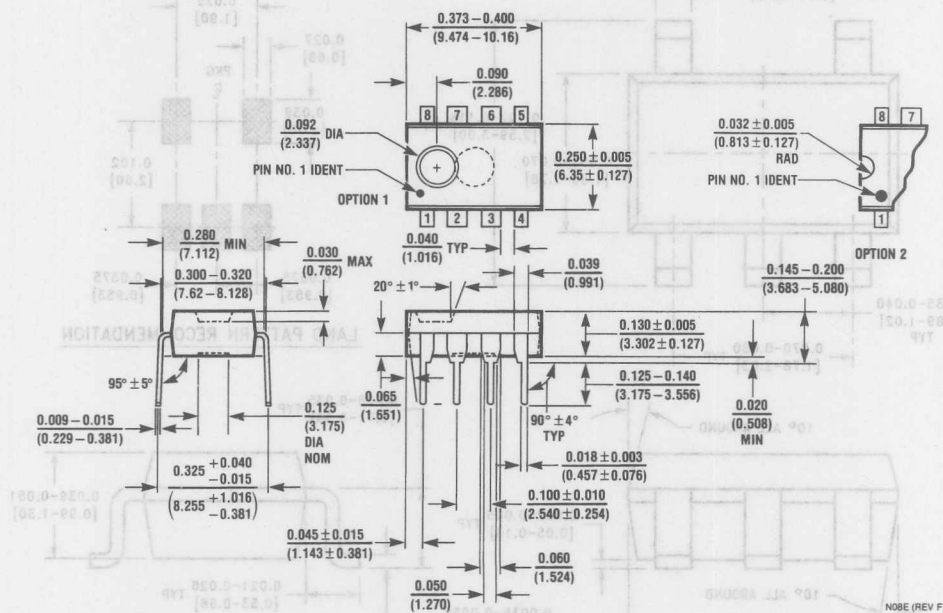 0.373–0.400
(9.474–10.16)
0.090
(2.286)
8 7 6 5
0.092 DIA
(2.337)
PIN NO. 1 IDENT
OPTION 1
1 2 3 4
0.250 ± 0.005
(6.35 ± 0.127)
0.032 ± 0.005
(0.813 ± 0.127)
RAD
PIN NO. 1 IDENT
8 7
1
OPTION 2
0.280 MIN
(7.112)
0.300–0.320
(7.62–8.128)
0.030 MAX
(0.762)
0.040 TYP
(1.016)
0.039
(0.991)
20° ± 1°
0.145–0.200
(3.683–5.080)
0.130 ± 0.005
(3.302 ± 0.127)
0.125–0.140
(3.175–3.556)
0.020
(0.508)
MIN
95° ± 5°
0.065
(1.651)
90° ± 4°
TYP
0.009–0.015
(0.229–0.381)
0.125
(3.175)
DIA
NOM
0.325 +0.040
−0.015
(8.255 +1.016
−0.381)
0.018 ± 0.003
(0.457 ± 0.076)
0.100 ± 0.010
(2.540 ± 0.254)
0.045 ± 0.015
(1.143 ± 0.381)
0.060
(1.524)
0.050
(1.270)
LAND PATTERN RECOMMENDATION
N08E (REV F